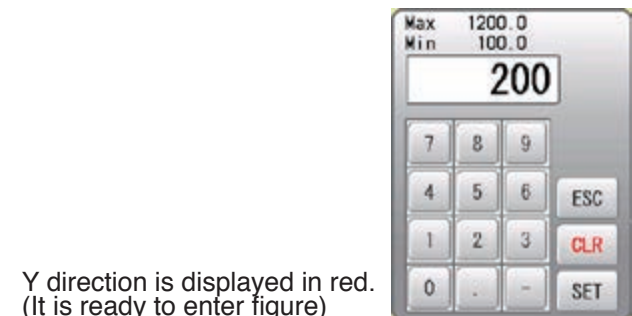 Max 1200.0
Min 100.0
200
7 8 9
4 5 6 ESC
1 2 3 CLR
0 . - SET
Y direction is displayed in red.
(It is ready to enter figure)